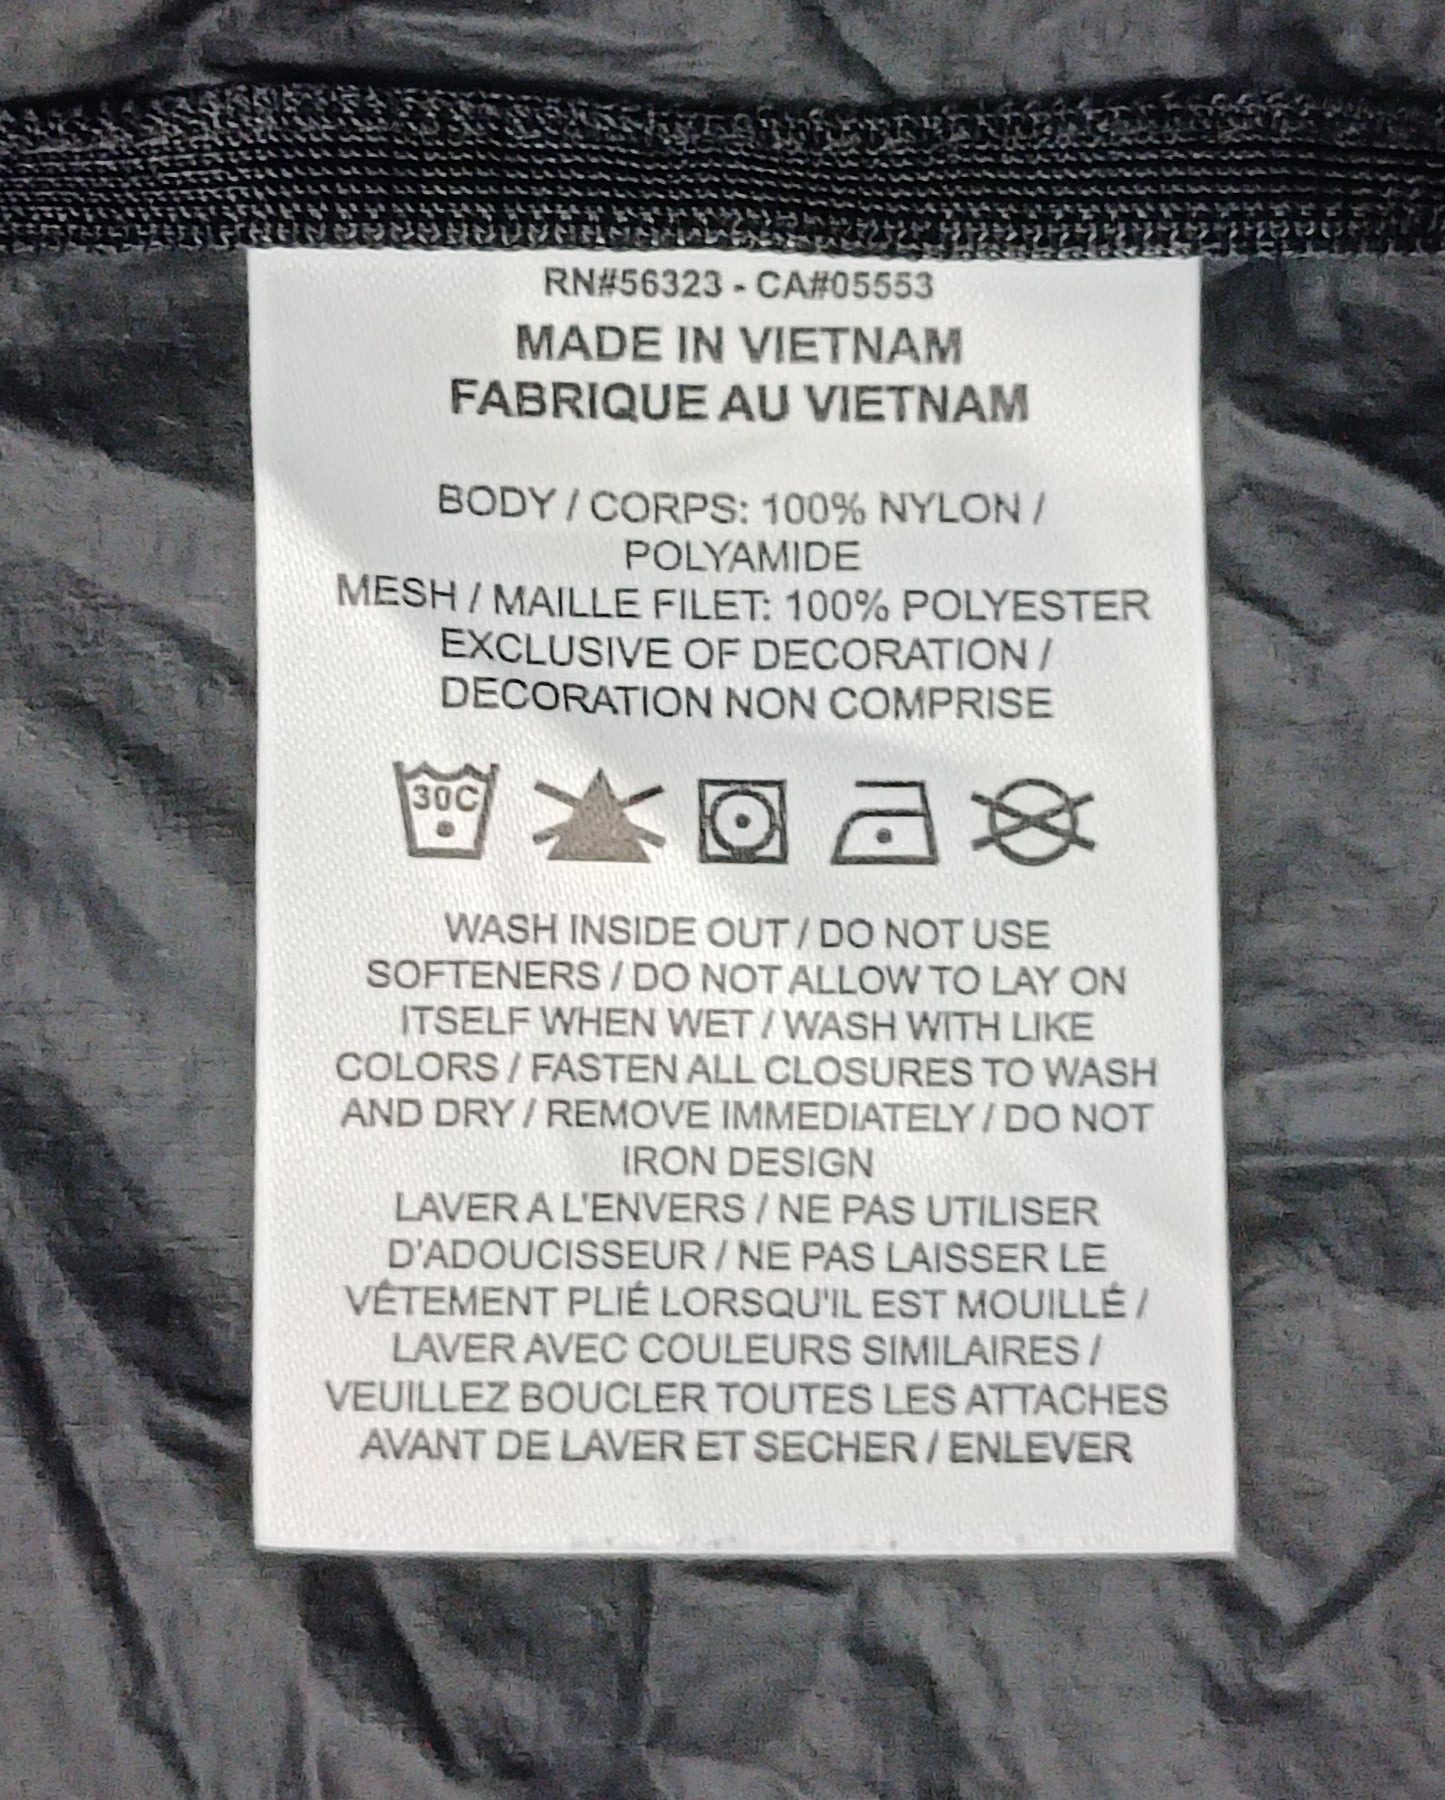 RN#56323 - CA#05553
MADE IN VIETNAM
FABRIQUE AU VIETNAM
BODY / CORPS: 100% NYLON /
POLYAMIDE
MESH / MAILLE FILET: 100% POLYESTER
EXCLUSIVE OF DECORATION /
DECORATION NON COMPRISE
30C
WASH INSIDE OUT / DO NOT USE
SOFTENERS / DO NOT ALLOW TO LAY ON
ITSELF WHEN WET / WASH WITH LIKE
COLORS / FASTEN ALL CLOSURES TO WASH
AND DRY / REMOVE IMMEDIATELY / DO NOT
IRON DESIGN
LAVER A L'ENVERS / NE PAS UTILISER
D'ADOUCISSEUR / NE PAS LAISSER LE
VÊTEMENT PLIÉ LORSQU'IL EST MOUILLÉ /
LAVER AVEC COULEURS SIMILAIRES /
VEUILLEZ BOUCLER TOUTES LES ATTACHES
AVANT DE LAVER ET SECHER / ENLEVER